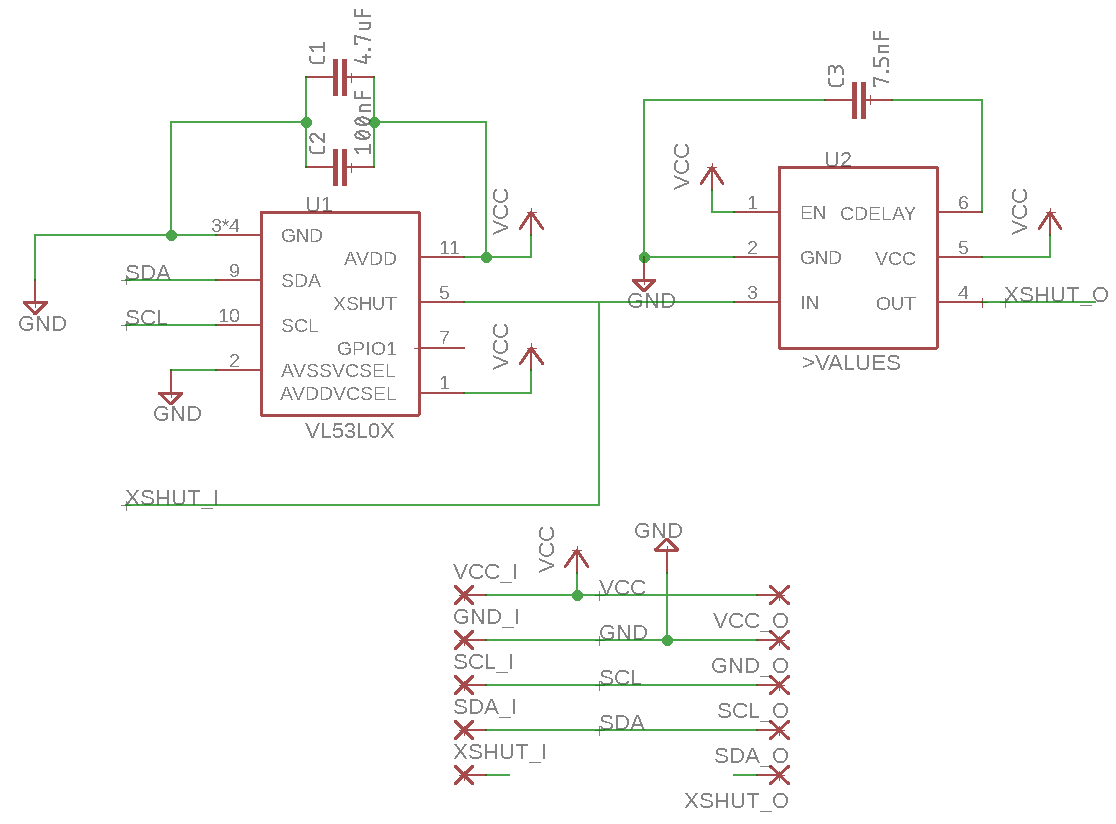 C1
4.7uF
C2
100nF
U1
3*4
GND
AVDD
11
VCC
SDA
9
SDA
XSHUT
5
SCL
10
SCL
GPIO1
7
VCC
2
AVSSVCSEL
AVDDVCSEL
1
GND
GND
VL53L0X
XSHUT_I
C3
7.5nF
U2
VCC
1
EN
CDELAY
6
VCC
2
GND
VCC
5
GND
3
IN
OUT
4
XSHUT_O
>VALUES
VCC
GND
VCC_I
VCC
VCC_O
GND_I
GND
GND_O
SCL_I
SCL
SCL_O
SDA_I
SDA
SDA_O
XSHUT_I
XSHUT_O